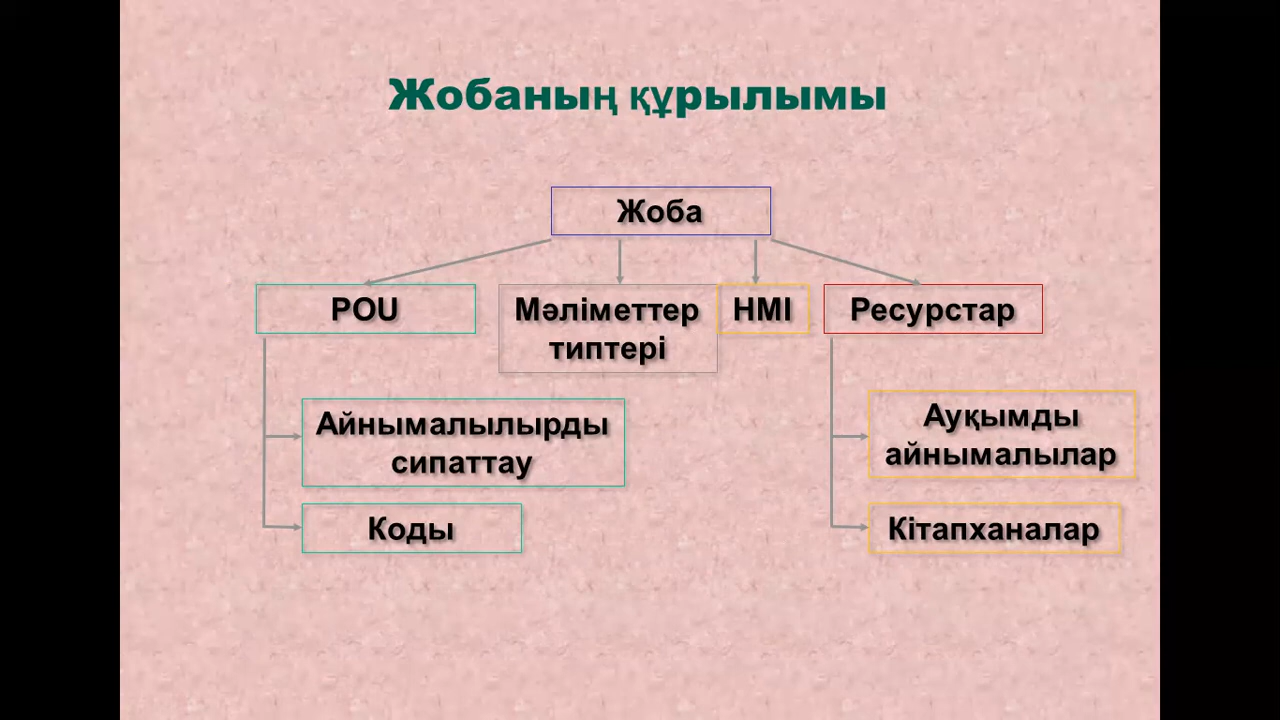 Жобаның құрылымы
Жоба
POU
Мәліметтер
типтері
HMI
Ресурстар
Айнымалылырды
сипаттау
Коды
Ауқымды
айнымалылар
Кітапханалар